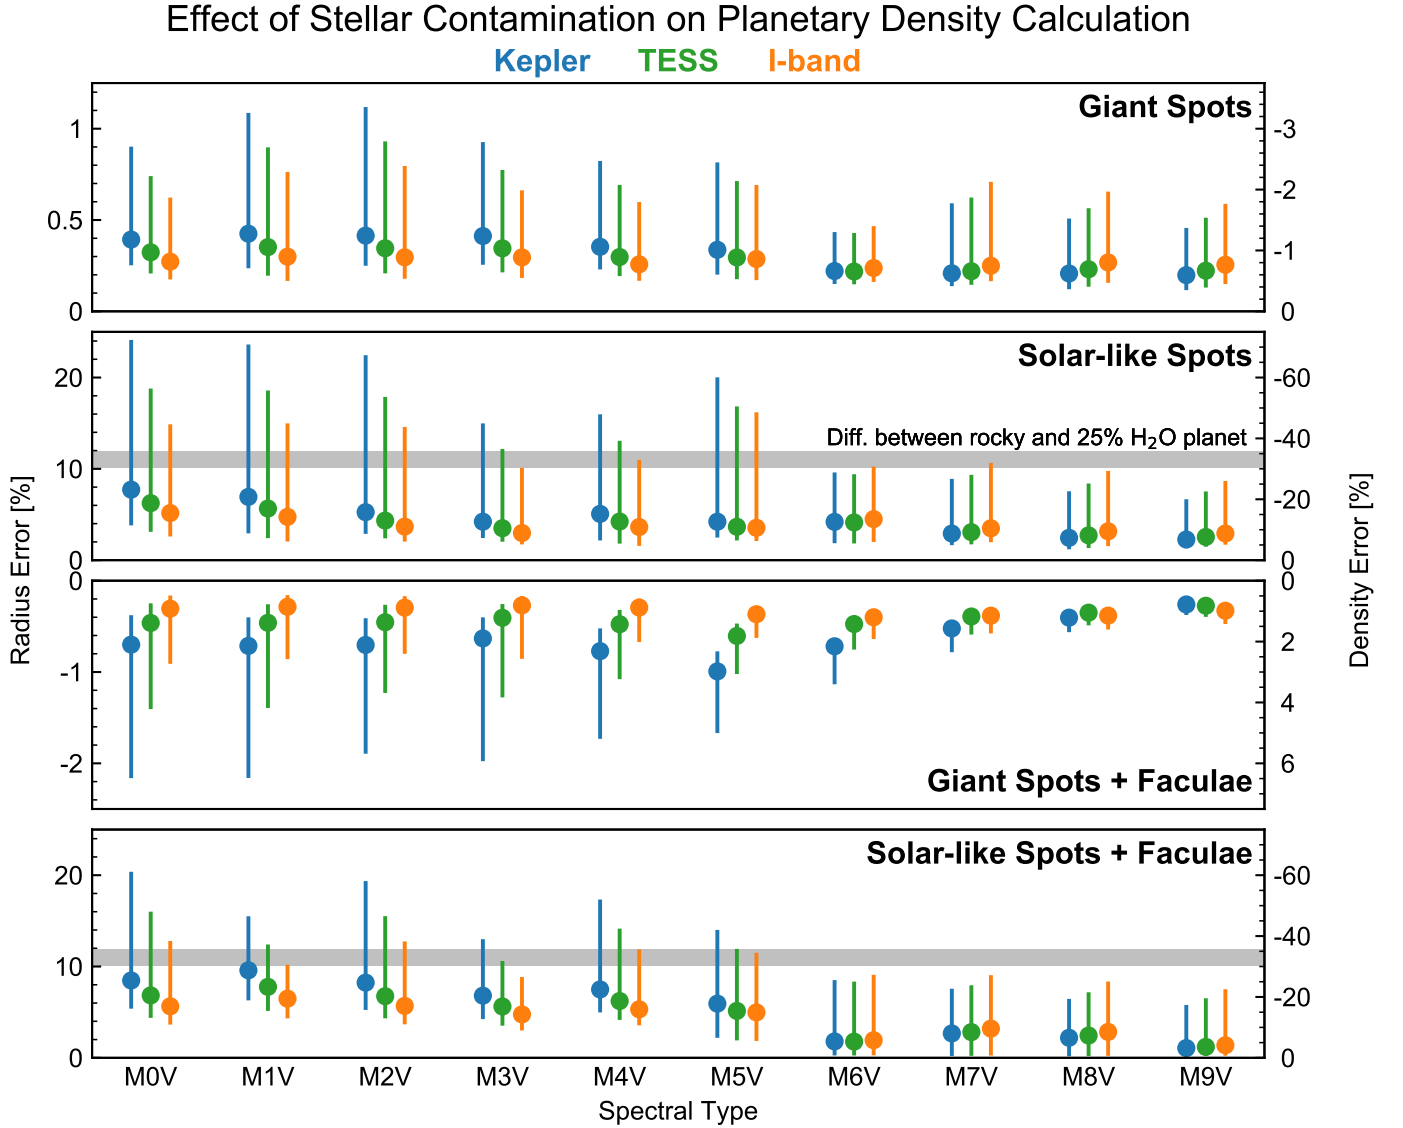 Effect of Stellar Contamination on Planetary Density Calculation
Kepler TESS I-band
Giant Spots
1
0.5
0
-3
-2
-1
0
Solar-like Spots
Diff. between rocky and 25% H₂O planet
20
10
0
-60
-40
-20
0
Radius Error [%]
Density Error [%]
0
-1
-2
0
2
4
6
Giant Spots + Faculae
Solar-like Spots + Faculae
20
10
0
-60
-40
-20
0
M0V M1V M2V M3V M4V M5V M6V M7V M8V M9V
Spectral Type